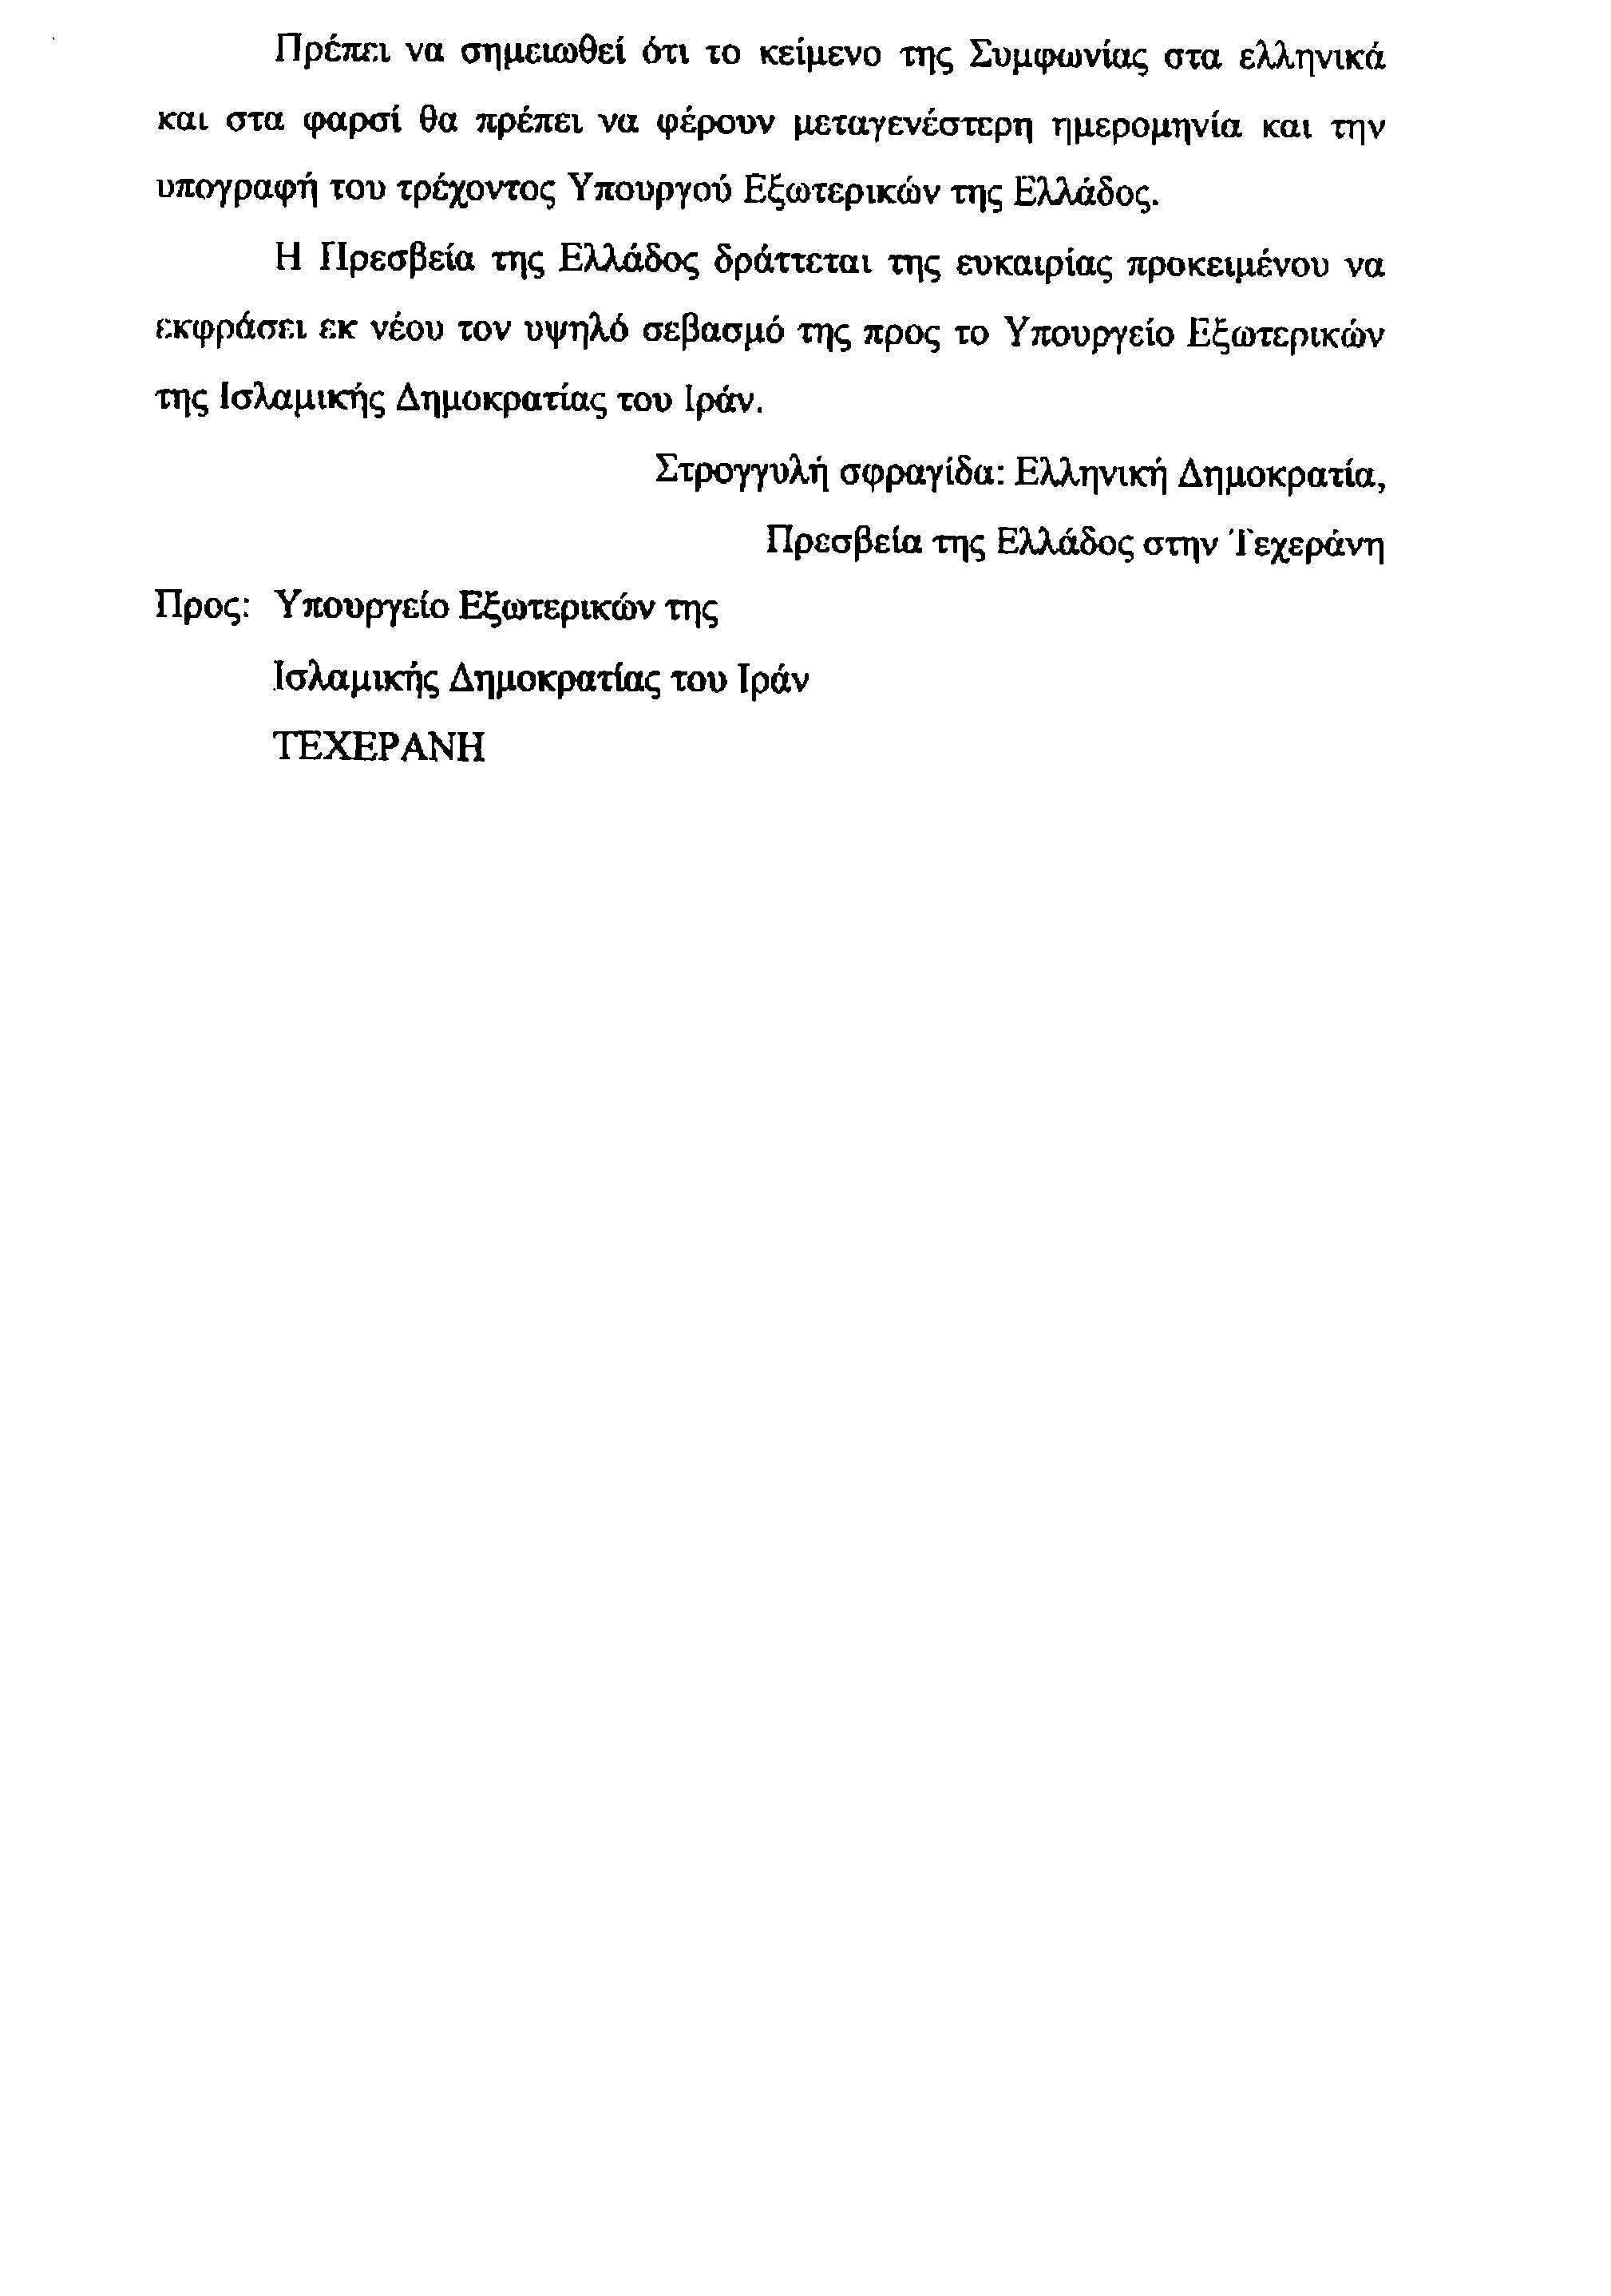 Πρέπει να σημειωθεί ότι το κείμενο της Συμφωνίας στα ελληνικά
και στα φαρσί θα πρέπει να φέρουν μεταγενέστερη ημερομηνία και την
υπογραφή του τρέχοντος Υπουργού Εξωτερικών της Ελλάδος.
Η Πρεσβεία της Ελλάδος δράττεται της ευκαιρίας προκειμένου να
εκφράσει εκ νέου τον υψηλό σεβασμό της προς το Υπουργείο Εξωτερικών
της Ισλαμικής Δημοκρατίας του Ιράν.
Στρογγυλή σφραγίδα: Ελληνική Δημοκρατία,
Πρεσβεία της Ελλάδος στην Τεχεράνη
Προς: Υπουργείο Εξωτερικών της
Ισλαμικής Δημοκρατίας του Ιράν
ΤΕΧΕΡΑΝΗ